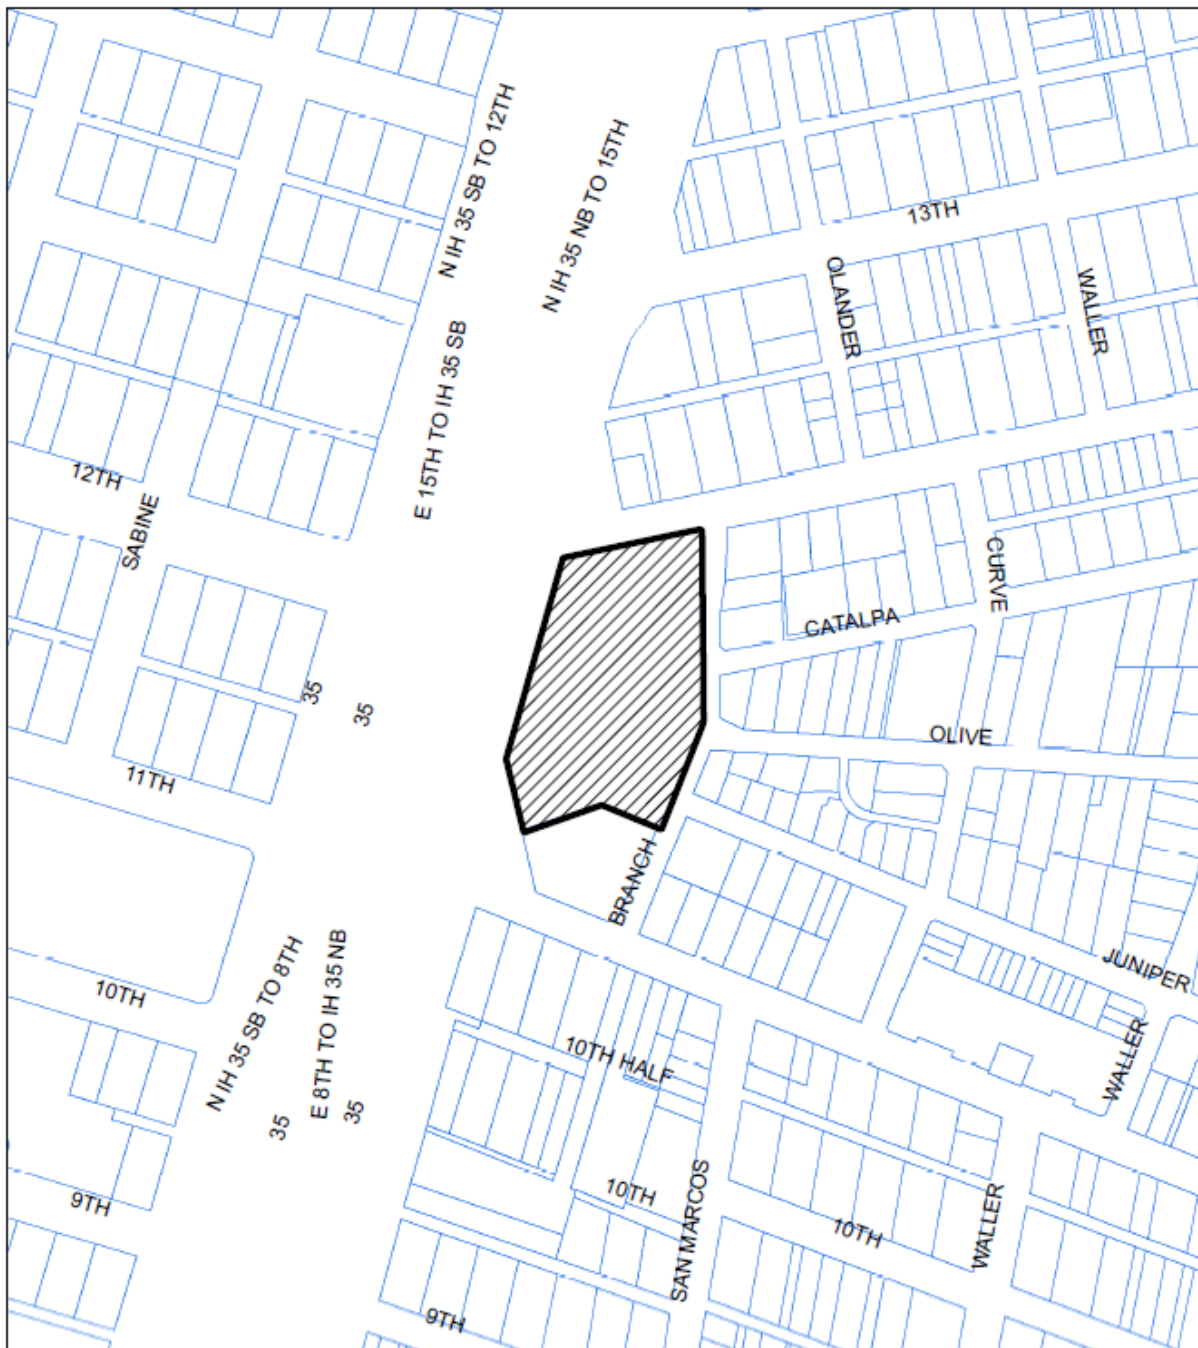 N IH 35 SB TO 12TH
N IH 35 NB TO 15TH
13TH
OLANDER
WALLER
E 15TH TO IH 35 SB
12TH
SABINE
CURVE
CATALPA
35
35
OLIVE
11TH
BRANCH
JUNIPER
10TH
N IH 35 SB TO 8TH
E 8TH TO IH 35 NB
10TH HALF
WALLER
35
35
10TH
SAN MARCOS
10TH
WALLER
9TH
9TH